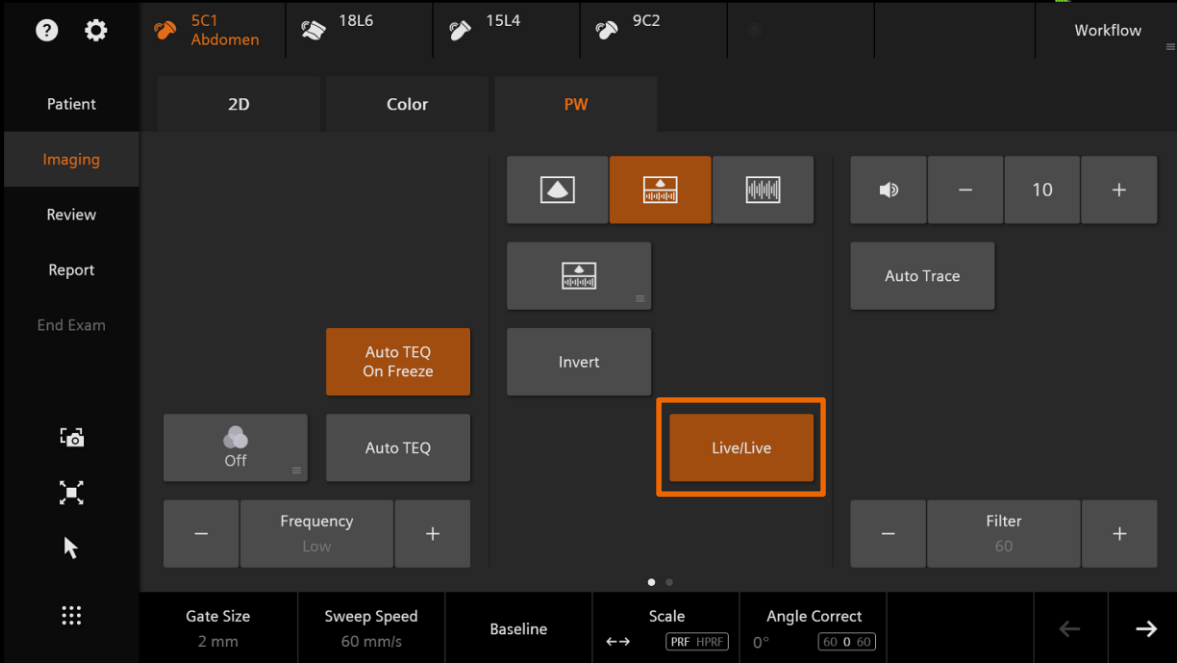 5C1
Abdomen
18L6
15L4
9C2
Workflow
Patient
2D
Color
PW
Imaging
10
Review
Report
Auto Trace
End Exam
Auto TEQ
On Freeze
Invert
Off
Auto TEQ
Live/Live
Frequency
Low
Filter
60
Gate Size
2 mm
Sweep Speed
60 mm/s
Baseline
Scale
PRF HPRF
Angle Correct
0°
60 0 60